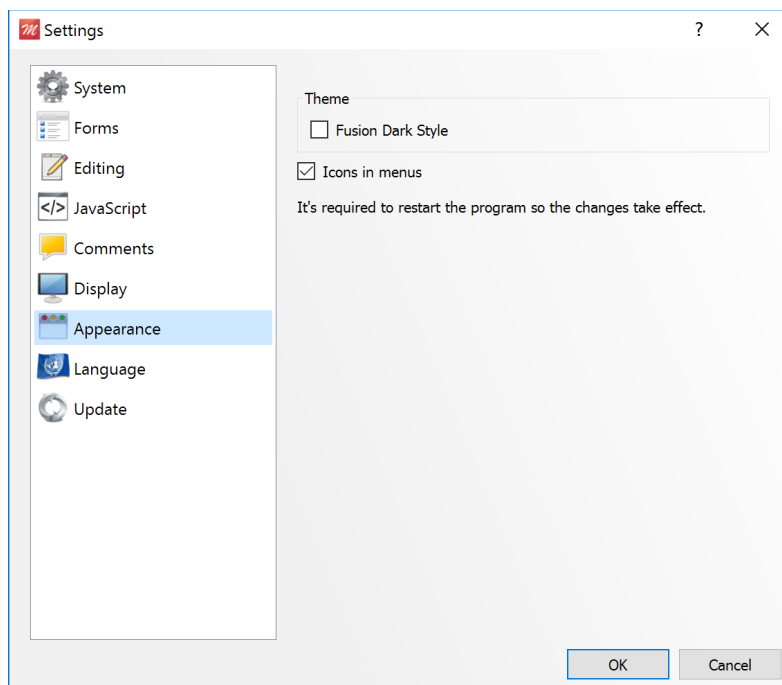 Settings
?
System
Forms
Editing
</> JavaScript
Comments
Display
Appearance
Language
Update
Theme
Fusion Dark Style
Icons in menus
It's required to restart the program so the changes take effect.
OK
Cancel